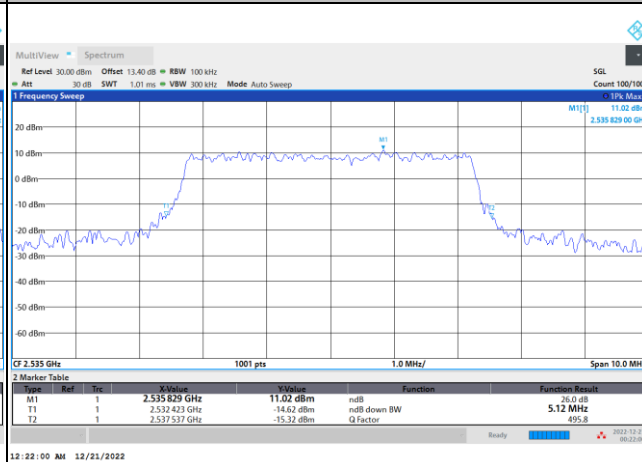 MultiView Spectrum
Ref Level 30.00 dBm Offset 13.40 dB RBW 100 kHz SGL
Att 30 dB SWT 1.01 ms VBW 300 kHz Mode Auto Sweep Count 100/100
1 Frequency Sweep 1Pk Max
M1[1] 11.02 dBm
2.535 829 00 GH
20 dBm
M1
10 dBm
0 dBm
-10 dBm
T1 T2
-20 dBm
-30 dBm
-40 dBm
-50 dBm
-60 dBm
CF 2.535 GHz 1001 pts 1.0 MHz/ Span 10.0 MH
2 Marker Table
Type Ref Trc X-Value Y-Value Function Function Result
M1 1 2.535 829 GHz 11.02 dBm ndB 26.0 dB
T1 1 2.532 423 GHz -14.62 dBm ndB down BW 5.12 MHz
T2 1 2.537 537 GHz -15.32 dBm Q Factor 495.8
Ready 2022-12-2
00:22:0
12:22:00 AM 12/21/2022